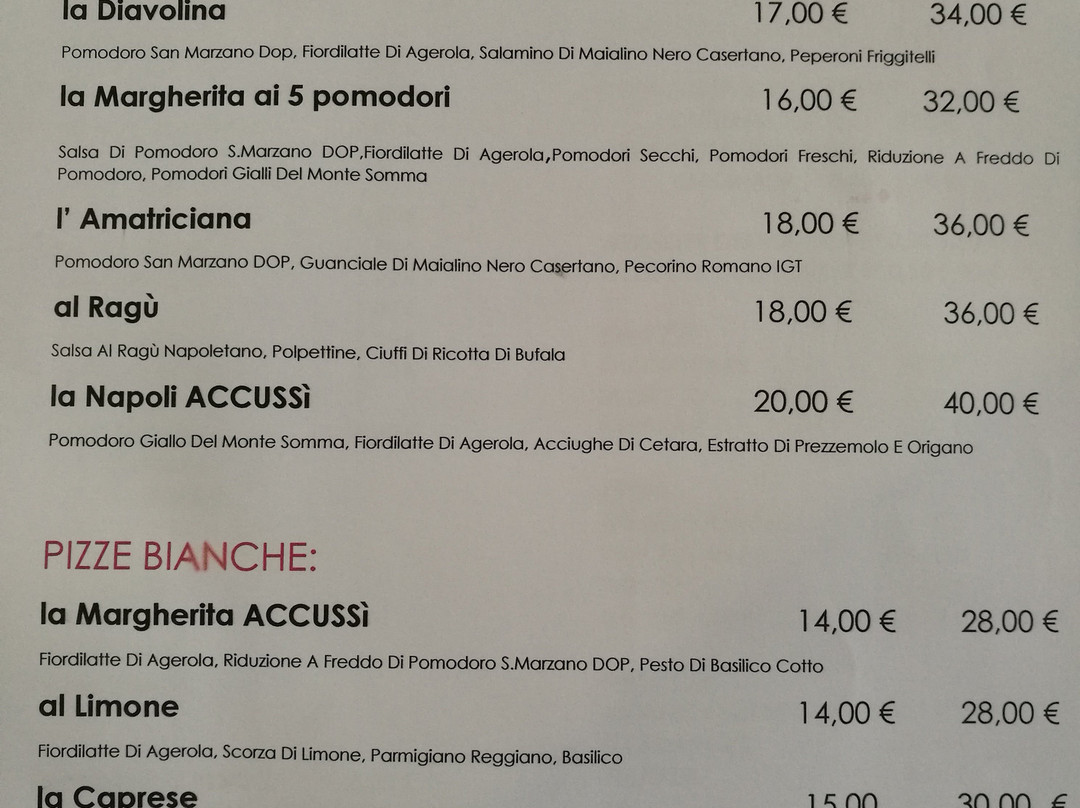 la Diavolina 17,00 € 34,00 €
Pomodoro San Marzano Dop, Fiordilatte Di Agerola, Salamino Di Maialino Nero Casertano, Peperoni Friggitelli
la Margherita ai 5 pomodori 16,00 € 32,00 €
Salsa Di Pomodoro S.Marzano DOP,Fiordilatte Di Agerola,Pomodori Secchi, Pomodori Freschi, Riduzione A Freddo Di
Pomodoro, Pomodori Gialli Del Monte Somma
l' Amatriciana 18,00 € 36,00 €
Pomodoro San Marzano DOP, Guanciale Di Maialino Nero Casertano, Pecorino Romano IGT
al Ragù 18,00 € 36,00 €
Salsa Al Ragù Napoletano, Polpettine, Ciuffi Di Ricotta Di Bufala
la Napoli ACCUSSì 20,00 € 40,00 €
Pomodoro Giallo Del Monte Somma, Fiordilatte Di Agerola, Acciughe Di Cetara, Estratto Di Prezzemolo E Origano
PIZZE BIANCHE:
la Margherita ACCUSSì 14,00 € 28,00 €
Fiordilatte Di Agerola, Riduzione A Freddo Di Pomodoro S.Marzano DOP, Pesto Di Basilico Cotto
al Limone 14,00 € 28,00 €
Fiordilatte Di Agerola, Scorza Di Limone, Parmigiano Reggiano, Basilico
la Caprese 15,00 30,00 €